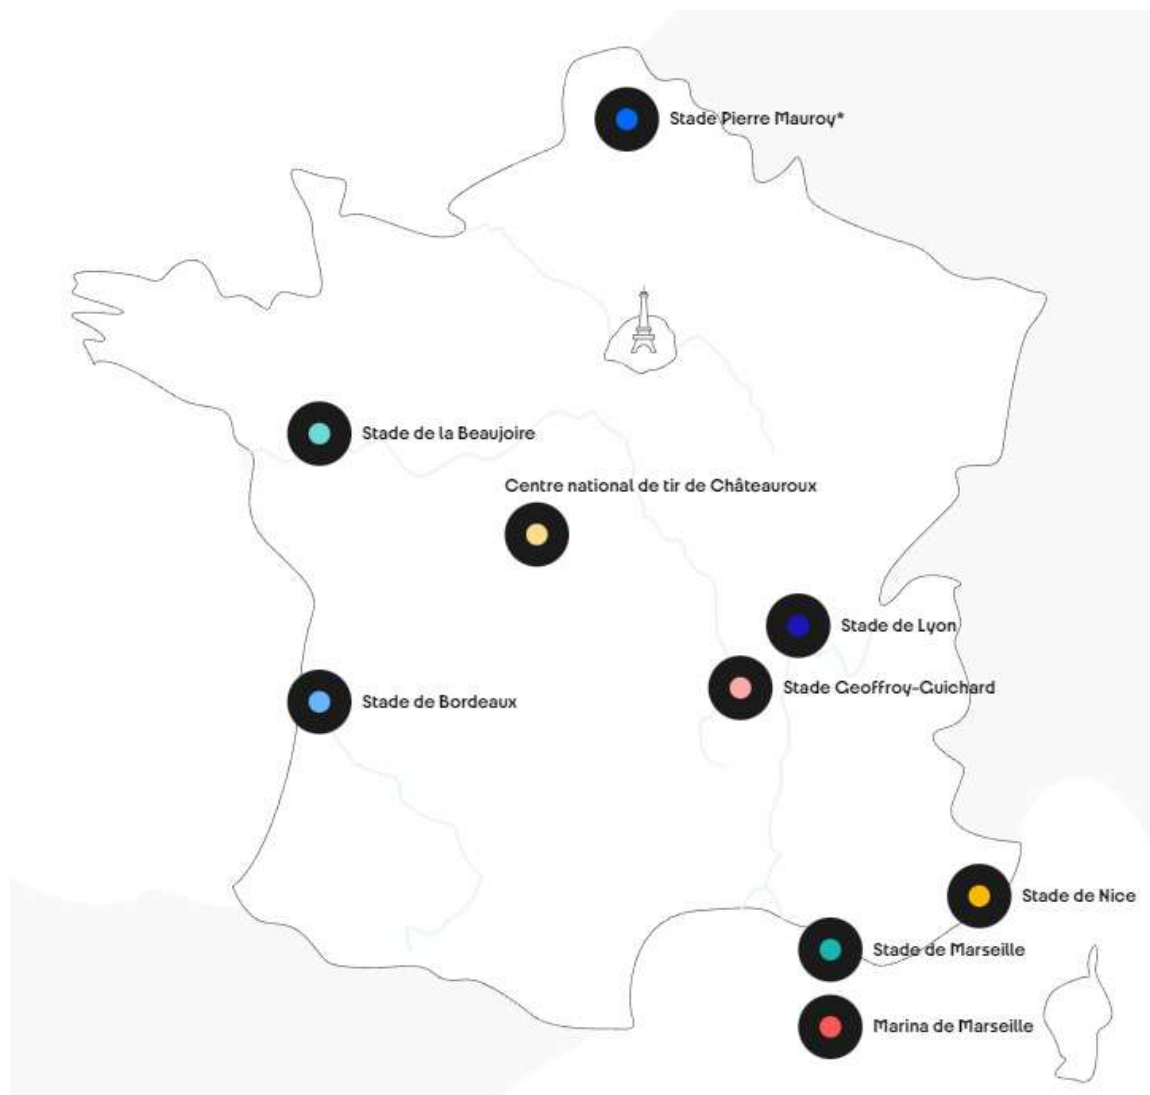 Stade Pierre Mauroy*
Stade de la Beaujoire
Centre national de tir de Châteauroux
Stade de Lyon
Stade Geoffroy-Guichard
Stade de Bordeaux
Stade de Nice
Stade de Marseille
Marina de Marseille